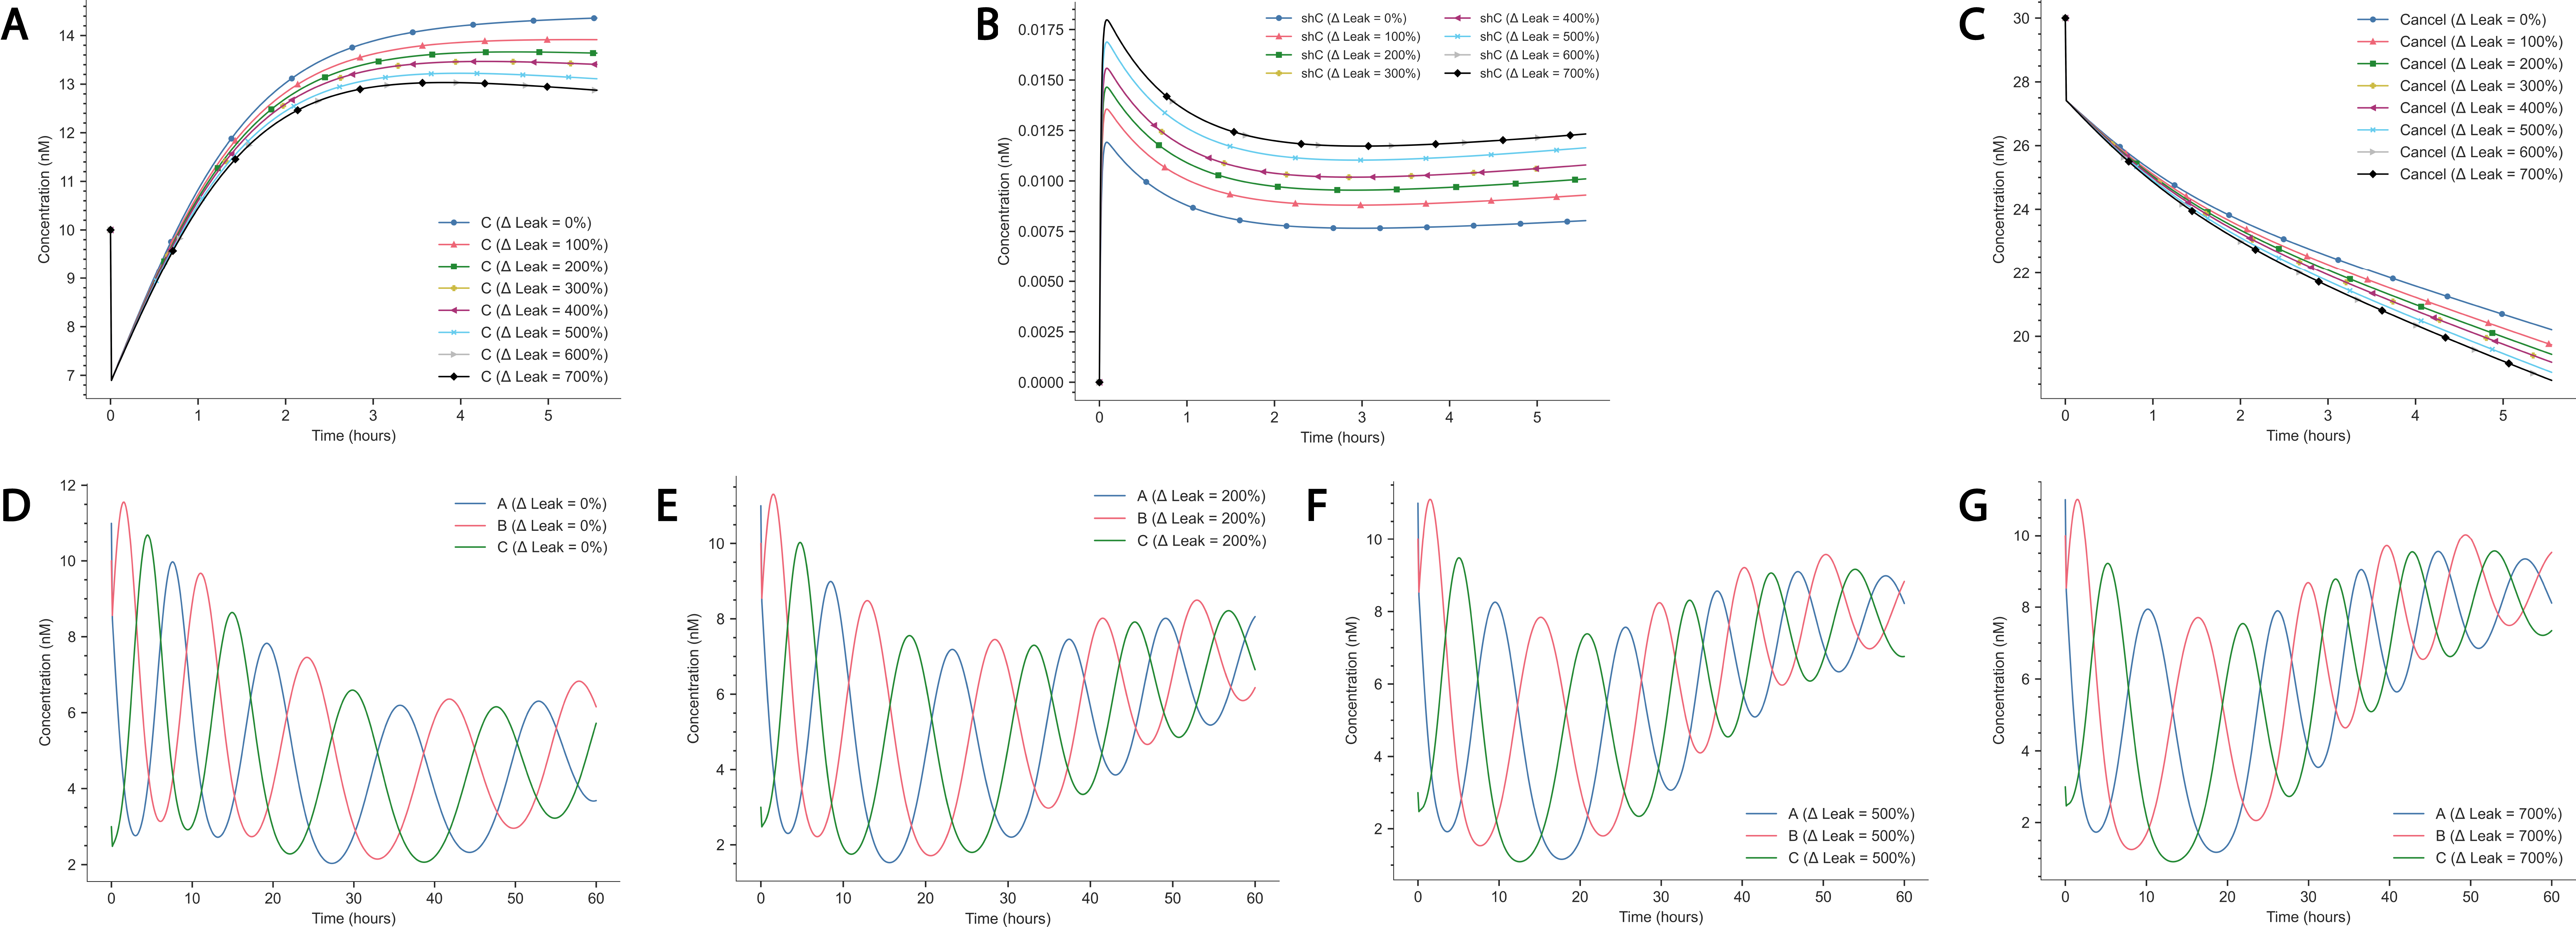 A
Concentration (nM)
14
13
12
11
10
9
8
7
0 1 2 3 4 5
Time (hours)
C (Δ Leak = 0%)
C (Δ Leak = 100%)
C (Δ Leak = 200%)
C (Δ Leak = 300%)
C (Δ Leak = 400%)
C (Δ Leak = 500%)
C (Δ Leak = 600%)
C (Δ Leak = 700%)
B
Concentration (nM)
0.0175
0.0150
0.0125
0.0100
0.0075
0.0050
0.0025
0.0000
0 1 2 3 4 5
Time (hours)
shC (Δ Leak = 0%)
shC (Δ Leak = 100%)
shC (Δ Leak = 200%)
shC (Δ Leak = 300%)
shC (Δ Leak = 400%)
shC (Δ Leak = 500%)
shC (Δ Leak = 600%)
shC (Δ Leak = 700%)
C
Concentration (nM)
30
28
26
24
22
20
0 1 2 3 4 5
Time (hours)
Cancel (Δ Leak = 0%)
Cancel (Δ Leak = 100%)
Cancel (Δ Leak = 200%)
Cancel (Δ Leak = 300%)
Cancel (Δ Leak = 400%)
Cancel (Δ Leak = 500%)
Cancel (Δ Leak = 600%)
Cancel (Δ Leak = 700%)
D
Concentration (nM)
12
10
8
6
4
2
0 10 20 30 40 50 60
Time (hours)
A (Δ Leak = 0%)
B (Δ Leak = 0%)
C (Δ Leak = 0%)
E
Concentration (nM)
10
8
6
4
2
0 10 20 30 40 50 60
Time (hours)
A (Δ Leak = 200%)
B (Δ Leak = 200%)
C (Δ Leak = 200%)
F
Concentration (nM)
10
8
6
4
2
0 10 20 30 40 50 60
Time (hours)
A (Δ Leak = 500%)
B (Δ Leak = 500%)
C (Δ Leak = 500%)
G
Concentration (nM)
10
8
6
4
2
0 10 20 30 40 50 60
Time (hours)
A (Δ Leak = 700%)
B (Δ Leak = 700%)
C (Δ Leak = 700%)